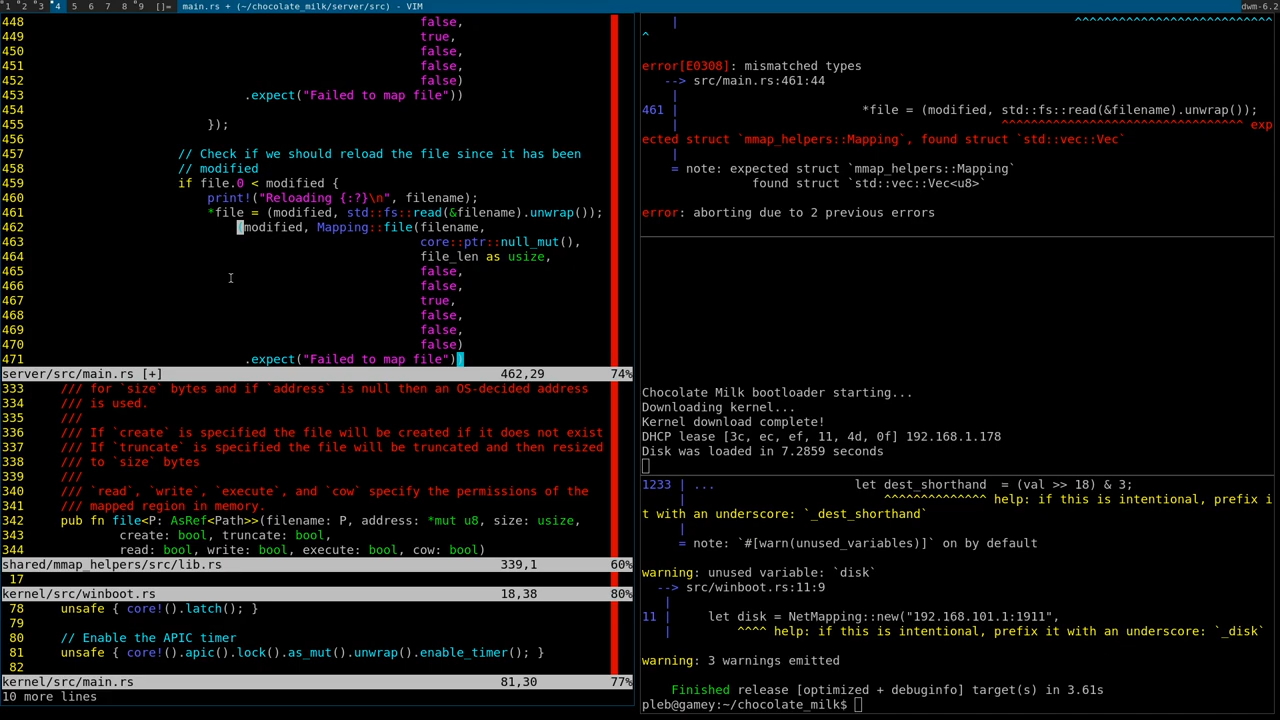 1 2 3 4 5 6 7 8 9 []= main.rs + (~/chocolate_milk/server/src) - VIM dwm-6.2
448 false,
449 true,
450 false,
451 false,
452 false)
453 .expect("Failed to map file"))
454
455 });
456
457 // Check if we should reload the file since it has been
458 // modified
459 if file.0 < modified {
460 print!("Reloading {:?}\n", filename);
461 *file = (modified, std::fs::read(&filename).unwrap());
462 (modified, Mapping::file(filename,
463 core::ptr::null_mut(),
464 file_len as usize,
465 false,
466 false,
467 true,
468 false,
469 false,
470 false)
471 .expect("Failed to map file"))
server/src/main.rs [+] 462,29 74%
333 /// for `size` bytes and if `address` is null then an OS-decided address
334 /// is used.
335 ///
336 /// If `create` is specified the file will be created if it does not exist
337 /// If `truncate` is specified the file will be truncated and then resized
338 /// to `size` bytes
339 ///
340 /// `read`, `write`, `execute`, and `cow` specify the permissions of the
341 /// mapped region in memory.
342 pub fn file<P: AsRef<Path>>(filename: P, address: *mut u8, size: usize,
343 create: bool, truncate: bool,
344 read: bool, write: bool, execute: bool, cow: bool)
shared/mmap_helpers/src/lib.rs 339,1 60%
17
kernel/src/winboot.rs 18,38 80%
78 unsafe { core!().latch(); }
79
80 // Enable the APIC timer
81 unsafe { core!().apic().lock().as_mut().unwrap().enable_timer(); }
82
kernel/src/main.rs 81,30 77%
10 more lines
| ^^^^^^^^^^^^^^^^^^^^^^^^^^^
^
error[E0308]: mismatched types
--> src/main.rs:461:44
|
461 | *file = (modified, std::fs::read(&filename).unwrap());
| ^^^^^^^^^^^^^^^^^^^^^^^^^^^^^^^^^ exp
ected struct `mmap_helpers::Mapping`, found struct `std::vec::Vec`
|
= note: expected struct `mmap_helpers::Mapping`
found struct `std::vec::Vec<u8>`
error: aborting due to 2 previous errors
Chocolate Milk bootloader starting...
Downloading kernel...
Kernel download complete!
DHCP lease [3c, ec, ef, 11, 4d, 0f] 192.168.1.178
Disk was loaded in 7.2859 seconds
1233 | ... let dest_shorthand = (val >> 18) & 3;
| ^^^^^^^^^^^^^^ help: if this is intentional, prefix i
t with an underscore: `_dest_shorthand`
|
= note: `#[warn(unused_variables)]` on by default
warning: unused variable: `disk`
--> src/winboot.rs:11:9
|
11 | let disk = NetMapping::new("192.168.101.1:1911",
| ^^^^ help: if this is intentional, prefix it with an underscore: `_disk`
warning: 3 warnings emitted
Finished release [optimized + debuginfo] target(s) in 3.61s
pleb@gamey:~/chocolate_milk$